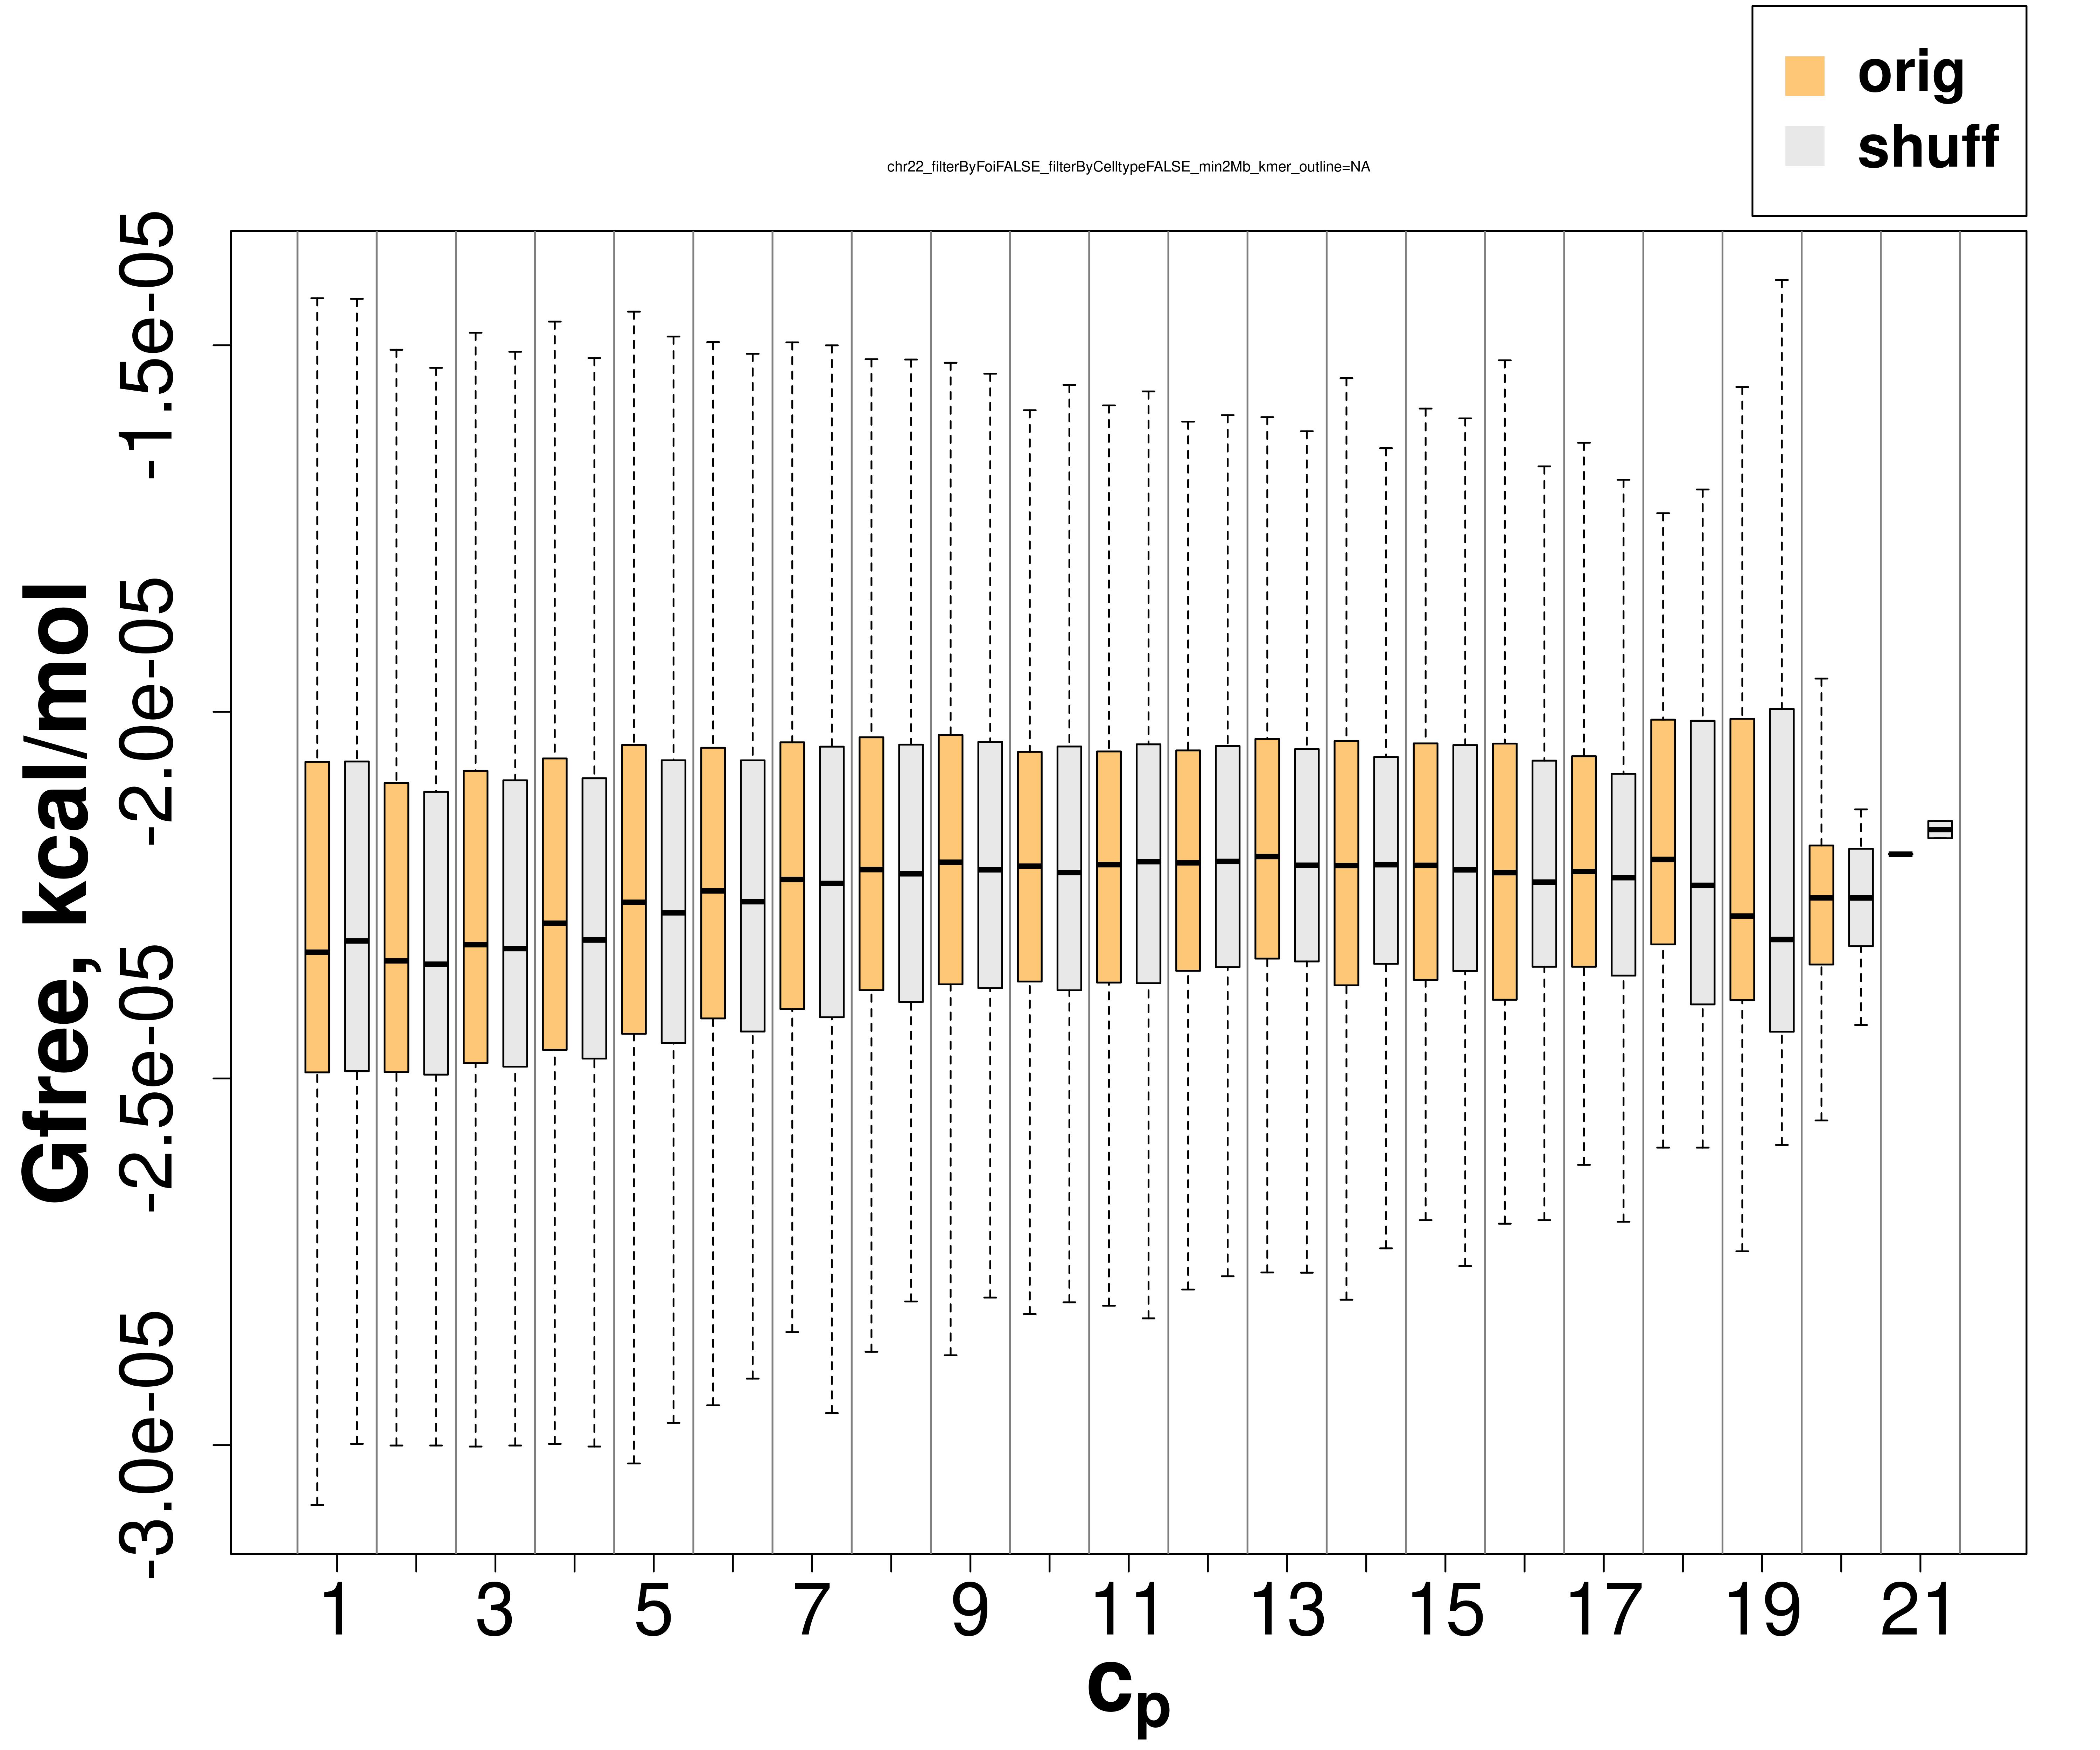 orig
shuff
chr22_filterByFoiFALSE_filterByCelltypeFALSE_min2Mb_kmer_outline=NA
Gfree, kcal/mol
-1.5e-05
-2.0e-05
-2.5e-05
-3.0e-05
1 3 5 7 9 11 13 15 17 19 21
cp